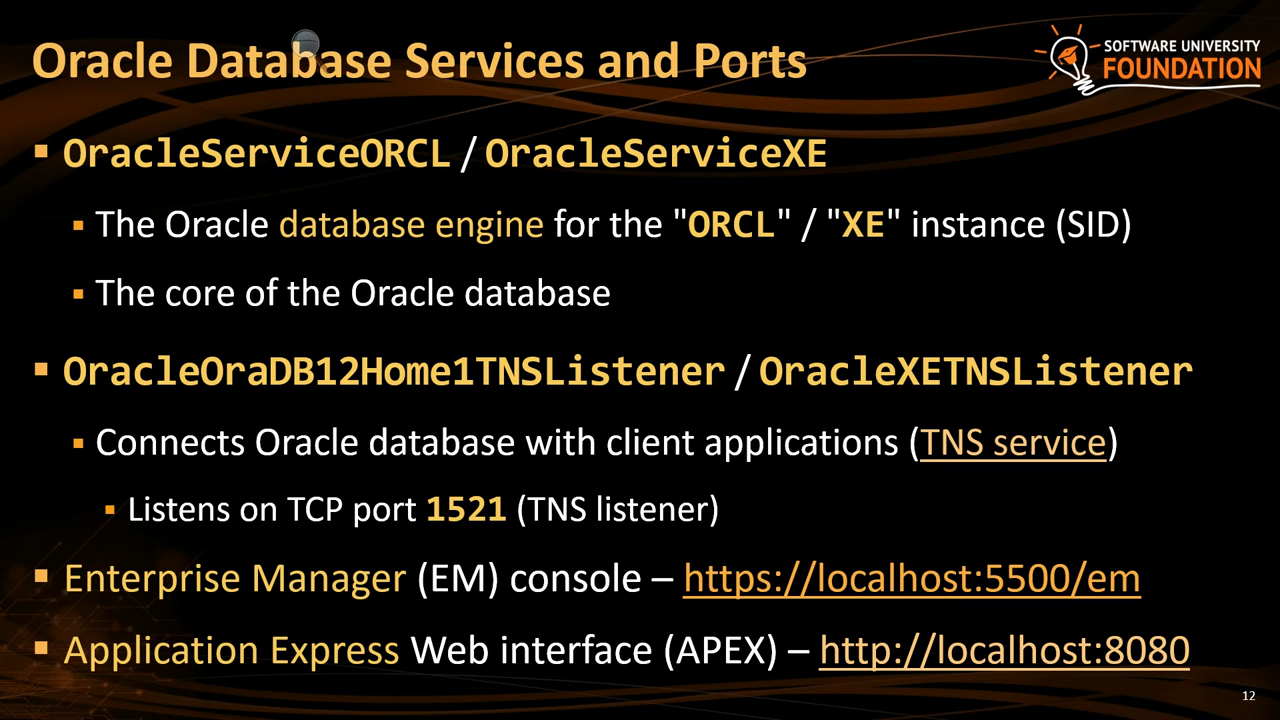 Oracle Database Services and Ports
SOFTWARE UNIVERSITY
FOUNDATION
▪ OracleServiceORCL / OracleServiceXE
▪ The Oracle database engine for the "ORCL" / "XE" instance (SID)
▪ The core of the Oracle database
▪ OracleOraDB12Home1TNSListener / OracleXETNSListener
▪ Connects Oracle database with client applications (TNS service)
▪ Listens on TCP port 1521 (TNS listener)
▪ Enterprise Manager (EM) console – https://localhost:5500/em
▪ Application Express Web interface (APEX) – http://localhost:8080
12